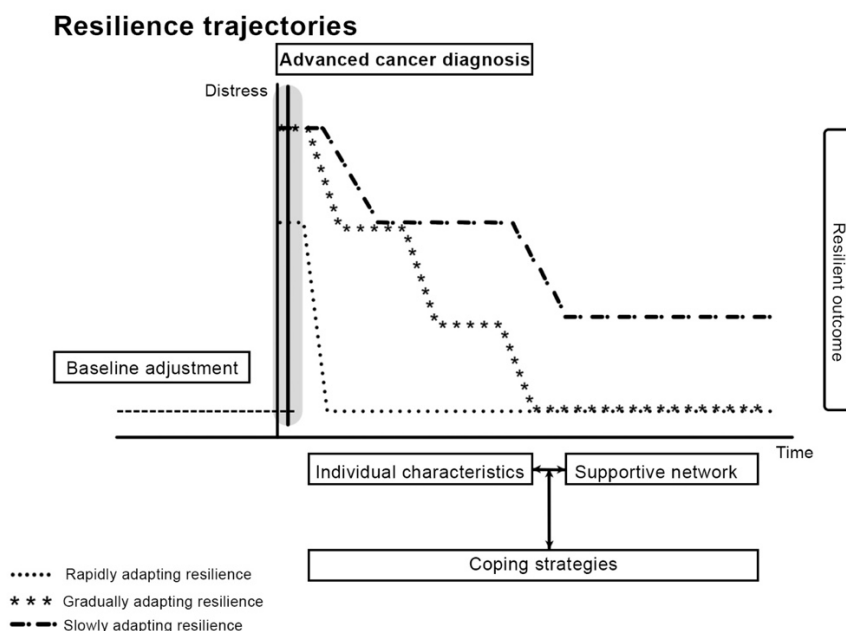 Resilience trajectories
Advanced cancer diagnosis
Distress
Resilient outcome
Baseline adjustment
Time
Individual characteristics
Supportive network
Coping strategies
Rapidly adapting resilience
Gradually adapting resilience
Slowly adapting resilience